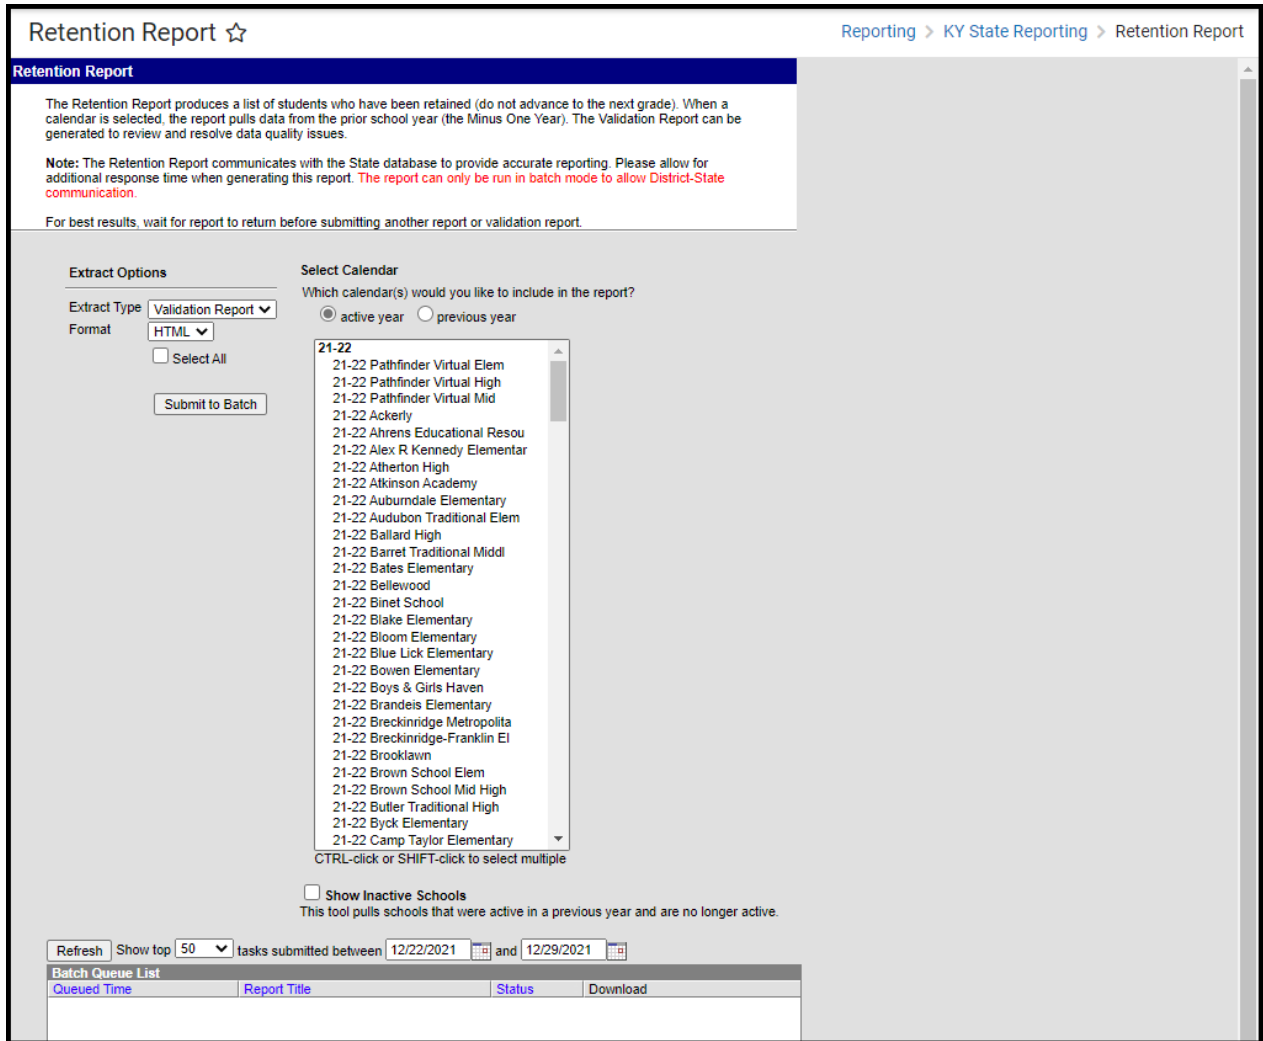 Retention Report ☆
Reporting > KY State Reporting > Retention Report
Retention Report
The Retention Report produces a list of students who have been retained (do not advance to the next grade). When a
calendar is selected, the report pulls data from the prior school year (the Minus One Year). The Validation Report can be
generated to review and resolve data quality issues.
Note: The Retention Report communicates with the State database to provide accurate reporting. Please allow for
additional response time when generating this report. The report can only be run in batch mode to allow District-State
communication.
For best results, wait for report to return before submitting another report or validation report.
Extract Options
Extract Type Validation Report
Format HTML
Select All
Submit to Batch
Select Calendar
Which calendar(s) would you like to include in the report?
active year previous year
21-22
21-22 Pathfinder Virtual Elem
21-22 Pathfinder Virtual High
21-22 Pathfinder Virtual Mid
21-22 Ackerly
21-22 Ahrens Educational Resou
21-22 Alex R Kennedy Elementar
21-22 Atherton High
21-22 Atkinson Academy
21-22 Auburndale Elementary
21-22 Audubon Traditional Elem
21-22 Ballard High
21-22 Barret Traditional Middl
21-22 Bates Elementary
21-22 Bellewood
21-22 Binet School
21-22 Blake Elementary
21-22 Bloom Elementary
21-22 Blue Lick Elementary
21-22 Bowen Elementary
21-22 Boys & Girls Haven
21-22 Brandeis Elementary
21-22 Breckinridge Metropolita
21-22 Breckinridge-Franklin El
21-22 Brooklawn
21-22 Brown School Elem
21-22 Brown School Mid High
21-22 Butler Traditional High
21-22 Byck Elementary
21-22 Camp Taylor Elementary
CTRL-click or SHIFT-click to select multiple
Show Inactive Schools
This tool pulls schools that were active in a previous year and are no longer active.
Refresh Show top 50 tasks submitted between 12/22/2021 and 12/29/2021
Batch Queue List
Queued Time Report Title Status Download